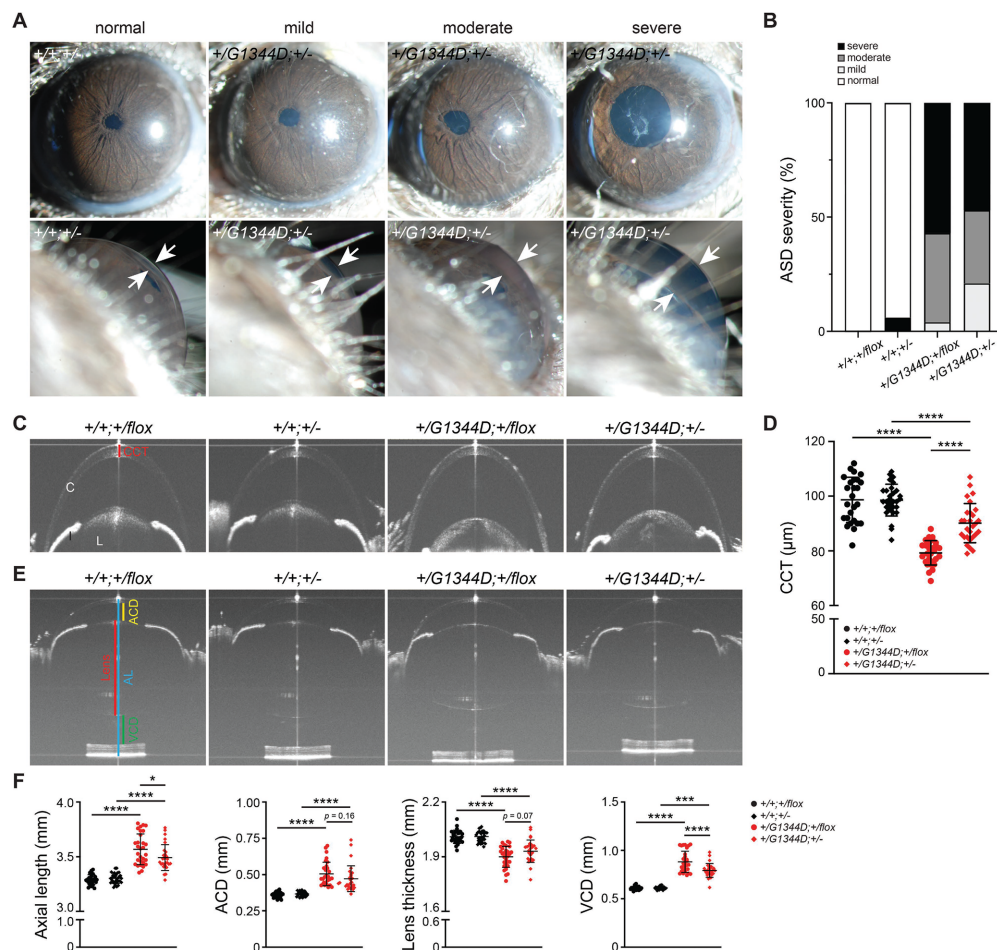 A
normal
mild
moderate
severe
+/+;+/-
+/G1344D;+/-
+/G1344D;+/-
+/G1344D;+/-
+/+;+/-
+/G1344D;+/-
+/G1344D;+/-
+/G1344D;+/-
B
severe
moderate
mild
normal
ASD severity (%)
100
50
0
+/+;+/flox
+/+;+/-
+/G1344D;+/flox
+/G1344D;+/-
C
+/+;+/flox
+/+;+/-
+/G1344D;+/flox
+/G1344D;+/-
CCT
C
I
L
D
****
****
****
CCT (µm)
120
100
80
60
50
0
+/+;+/flox
+/+;+/-
+/G1344D;+/flox
+/G1344D;+/-
E
+/+;+/flox
+/+;+/-
+/G1344D;+/flox
+/G1344D;+/-
ACD
AL
VCD
F
Axial length (mm)
4.0
3.5
3.0
1.0
0
*
****
****
ACD (mm)
1.00
0.75
0.50
0.25
0
****
p = 0.16
****
Lens thickness (mm)
2.2
1.9
1.6
0.6
0
****
****
p = 0.07
VCD (mm)
1.5
1.0
0.5
0
***
****
****
+/+;+/flox
+/+;+/-
+/G1344D;+/flox
+/G1344D;+/-